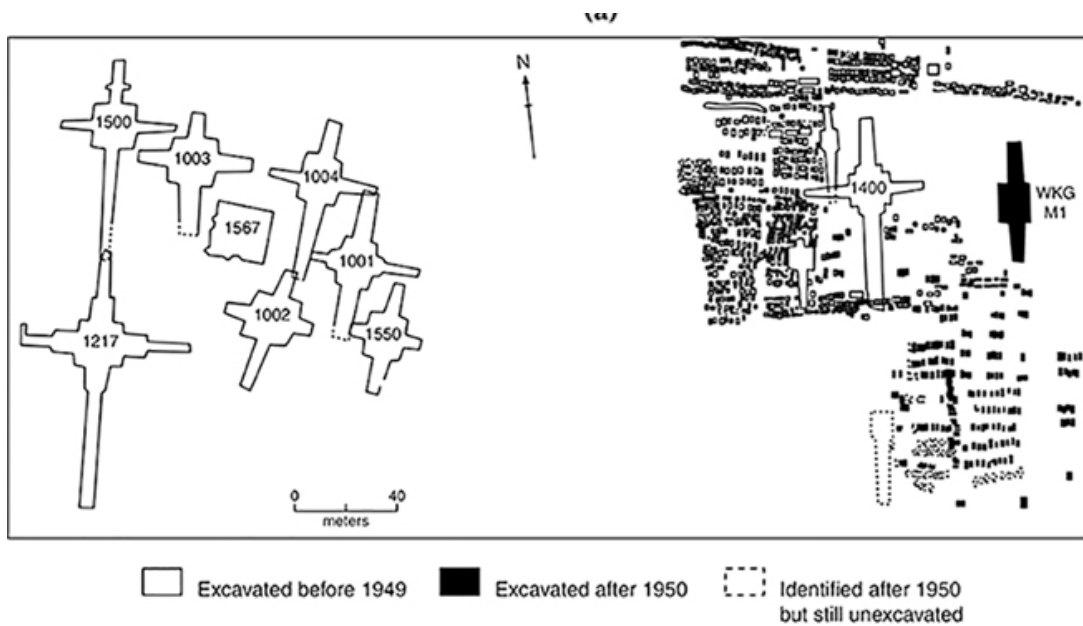 (a)
N
1500
1003
1004
1400
WKG
M1
1567
1001
1002
1550
1217
0 40
meters
Excavated before 1949
Excavated after 1950
Identified after 1950
but still unexcavated